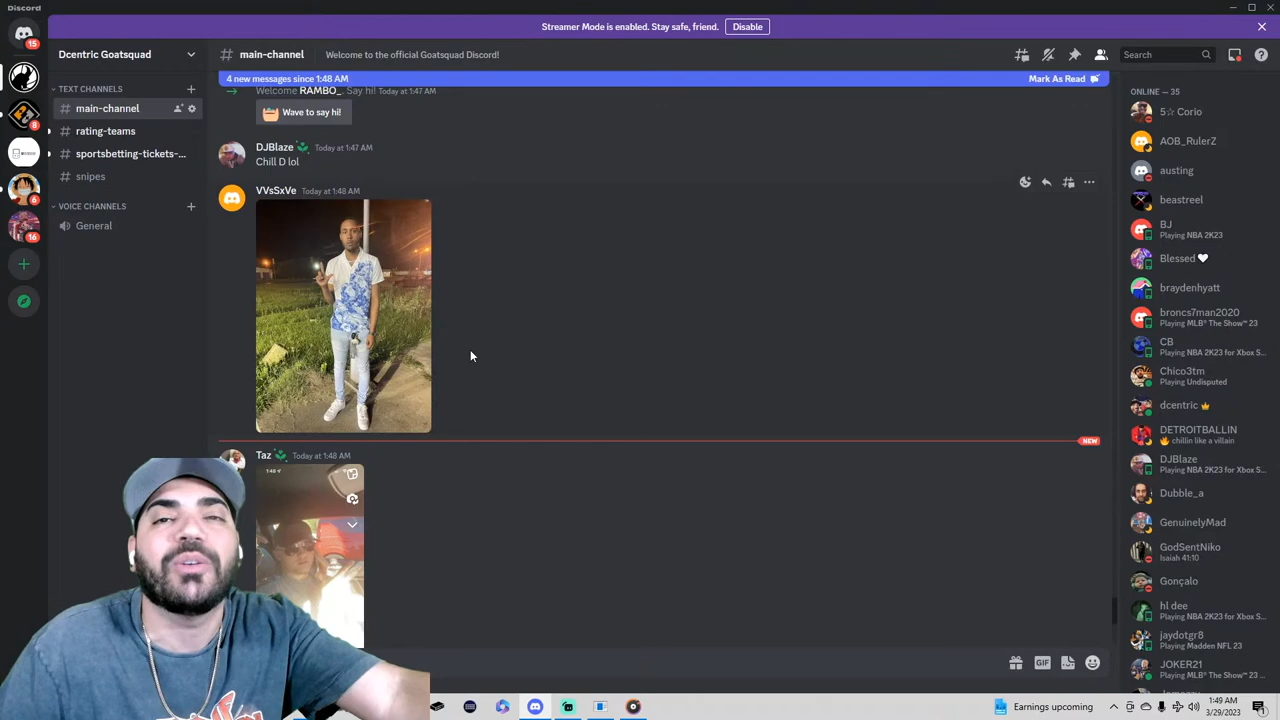 Discord
Streamer Mode is enabled. Stay safe, friend.
Disable
15
8
6
16
Dcentric Goatsquad
TEXT CHANNELS
main-channel
rating-teams
sportsbetting-tickets-...
snipes
VOICE CHANNELS
General
# main-channel
Welcome to the official Goatsquad Discord!
Search
4 new messages since 1:48 AM
Mark As Read
Welcome RAMBO_. Say hi! Today at 1:47 AM
Wave to say hi!
DJBlaze Today at 1:47 AM
Chill D lol
VVsSxVe Today at 1:48 AM
NEW
Taz Today at 1:48 AM
GIF
ONLINE — 35
5☆ Corio
AOB_RulerZ
austing
beastreel
BJ
Playing NBA 2K23
Blessed
braydenhyatt
broncs7man2020
Playing MLB® The Show™ 23
CB
Playing NBA 2K23 for Xbox S...
Chico3tm
Playing Undisputed
dcentric
DETROITBALLIN
chillin like a villain
DJBlaze
Playing NBA 2K23 for Xbox S...
Dubble_a
GenuinelyMad
GodSentNiko
Isaiah 41:10
Gonçalo
hl dee
Playing NBA 2K23 for Xbox S...
jaydotgr8
Playing Madden NFL 23
JOKER21
Playing MLB® The Show™ 23...
Earnings upcoming
1:49 AM
3/29/2023